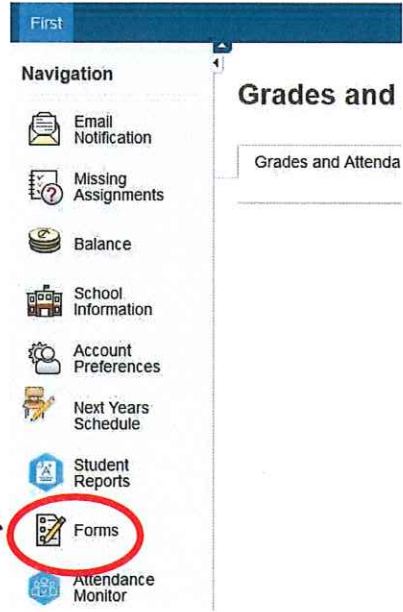 First
Navigation
Email
Notification
Missing
Assignments
Balance
School
Information
Account
Preferences
Next Years
Schedule
Student
Reports
Forms
Attendance
Monitor
Grades and
Grades and Attenda